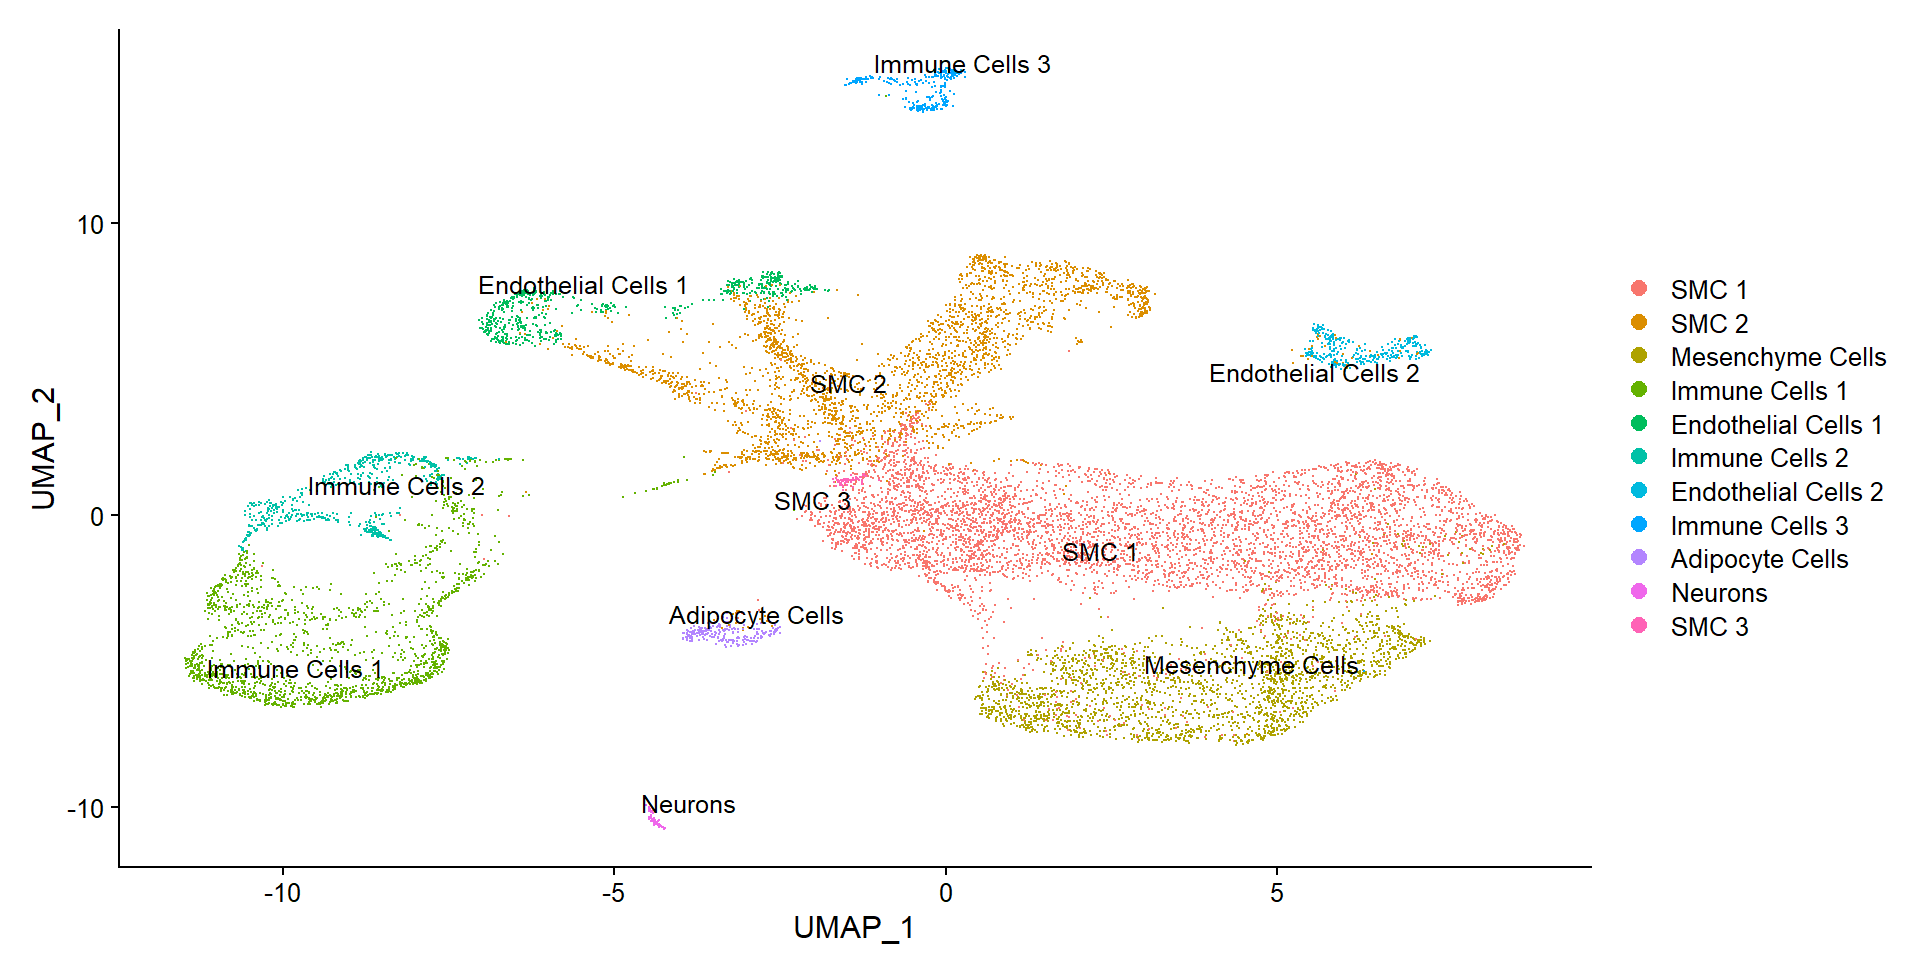 Immune Cells 3
10
Endothelial Cells 1
Endothelial Cells 2
SMC 2
Immune Cells 2
SMC 3
0
SMC 1
Adipocyte Cells
Immune Cells 1
Mesenchyme Cells
Neurons
-10
UMAP_2
-10
-5
0
5
UMAP_1
SMC 1
SMC 2
Mesenchyme Cells
Immune Cells 1
Endothelial Cells 1
Immune Cells 2
Endothelial Cells 2
Immune Cells 3
Adipocyte Cells
Neurons
SMC 3